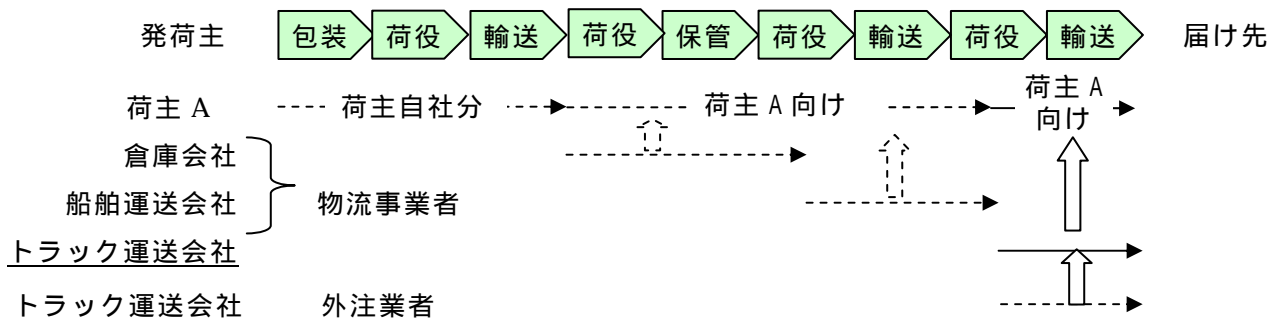 発荷主 包装 荷役 輸送 荷役 保管 荷役 輸送 荷役 輸送 届け先
荷主 A 荷主自社分 荷主 A 向け 荷主 A
向け
倉庫会社
船舶運送会社 物流事業者
トラック運送会社
トラック運送会社 外注業者